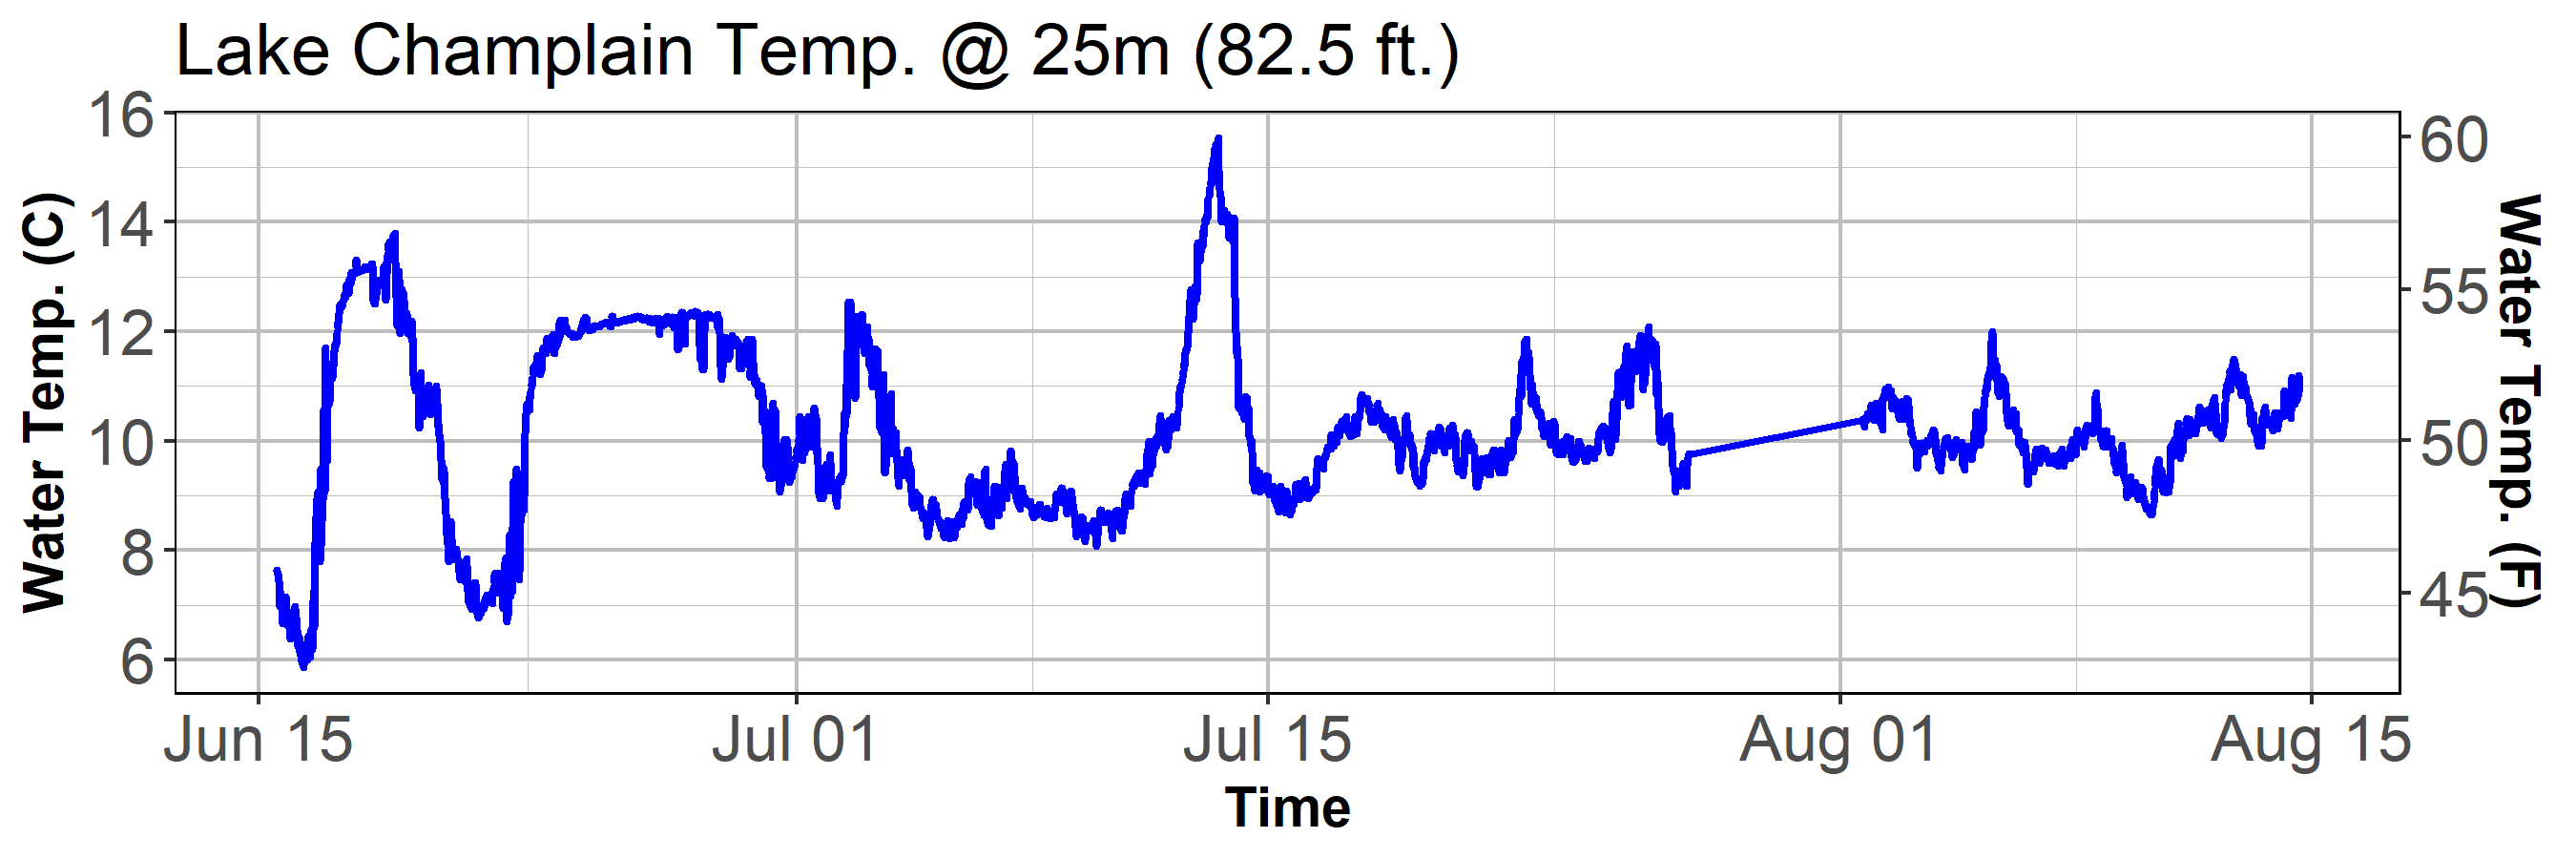 Lake Champlain Temp. @ 25m (82.5 ft.)
Water Temp. (C)
16
14
12
10
8
6
60
55
50
45
Water Temp. (F)
Jun 15 Jul 01 Jul 15 Aug 01 Aug 15
Time